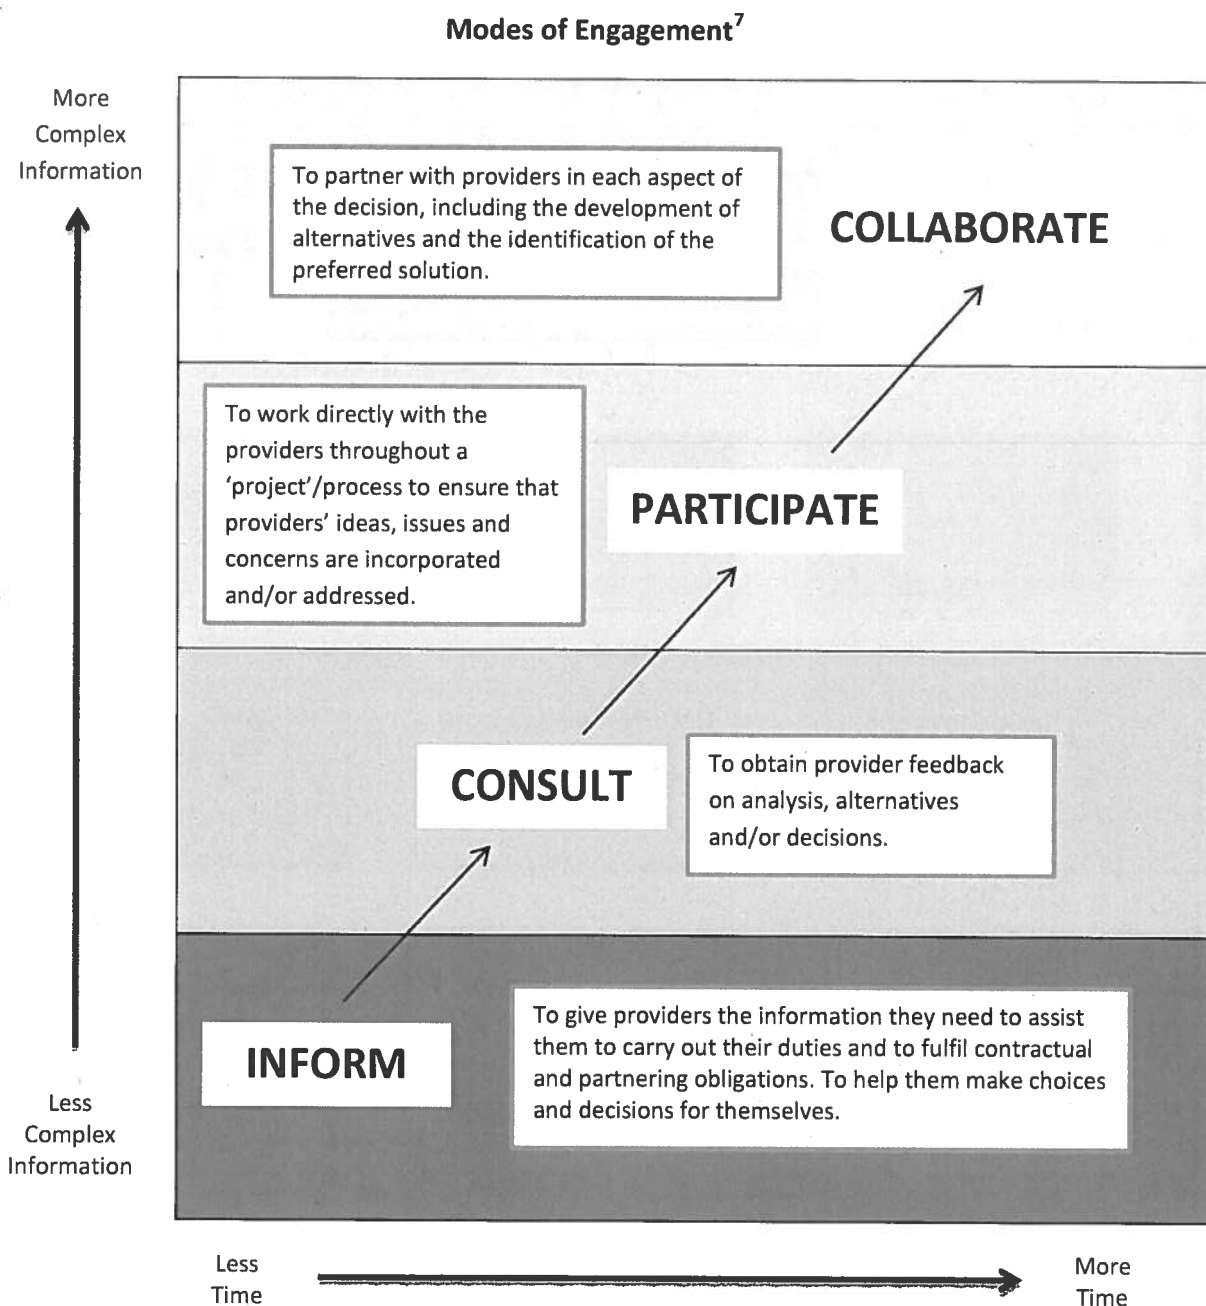 Modes of Engagement⁷
More
Complex
Information
To partner with providers in each aspect of
the decision, including the development of
alternatives and the identification of the
preferred solution.
COLLABORATE
To work directly with the
providers throughout a
‘project’/process to ensure that
providers’ ideas, issues and
concerns are incorporated
and/or addressed.
PARTICIPATE
CONSULT
To obtain provider feedback
on analysis, alternatives
and/or decisions.
INFORM
To give providers the information they need to assist
them to carry out their duties and to fulfil contractual
and partnering obligations. To help them make choices
and decisions for themselves.
Less
Complex
Information
Less
Time
More
Time